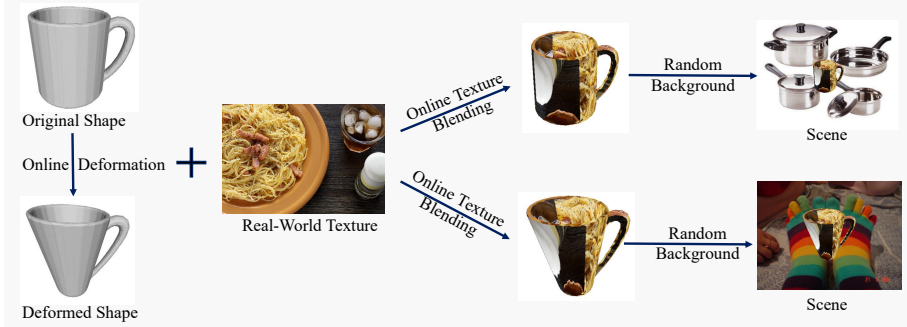 Original Shape
Online Deformation
Deformed Shape
Real-World Texture
Online Texture
Blending
Online Texture
Blending
Random
Background
Scene
Random
Background
Scene